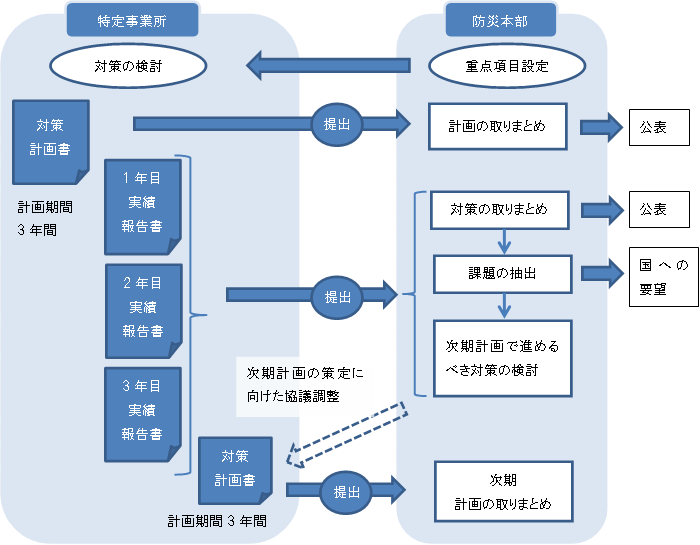 特定事業所
防災本部
対策の検討
重点項目設定
対策
計画書
提出
計画の取りまとめ
公表
計画期間
3年間
1年目
実績
報告書
対策の取りまとめ
公表
2年目
実績
報告書
提出
課題の抽出
国への
要望
次期計画で進める
べき対策の検討
3年目
実績
報告書
次期計画の策定に
向けた協議調整
対策
計画書
計画期間3年間
提出
次期
計画の取りまとめ